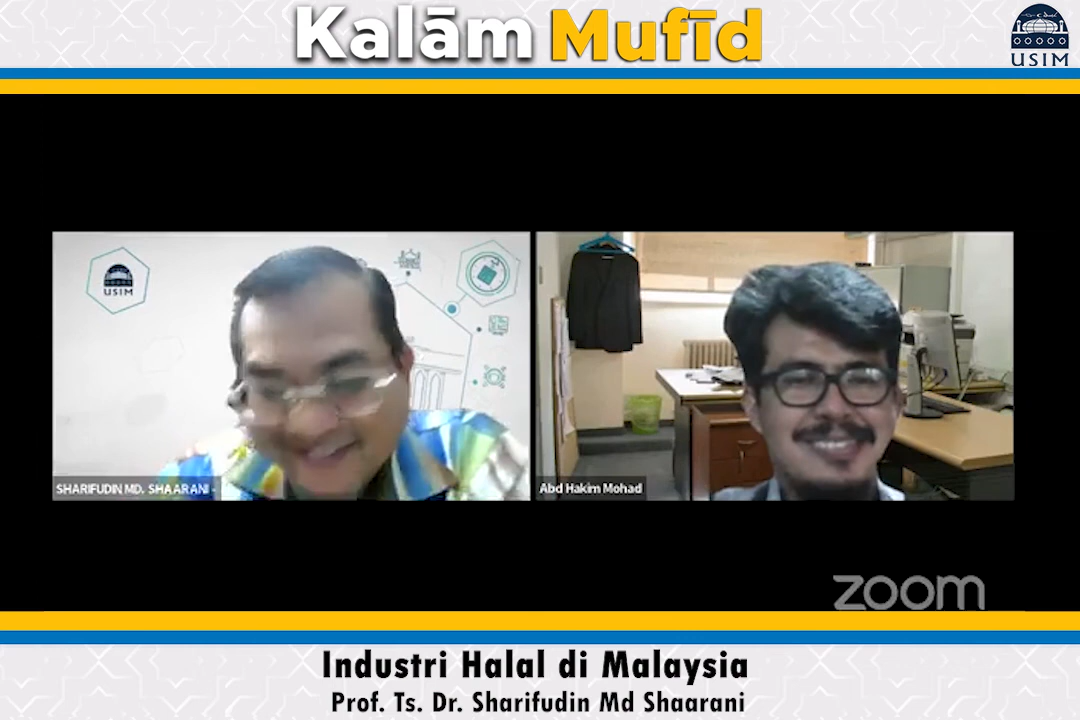 Kalām Mufīd
USIM
USIM
SHARIFUDIN MD. SHAARANI -
Abd Hakim Mohad
zoom
Industri Halal di Malaysia
Prof. Ts. Dr. Sharifudin Md Shaarani